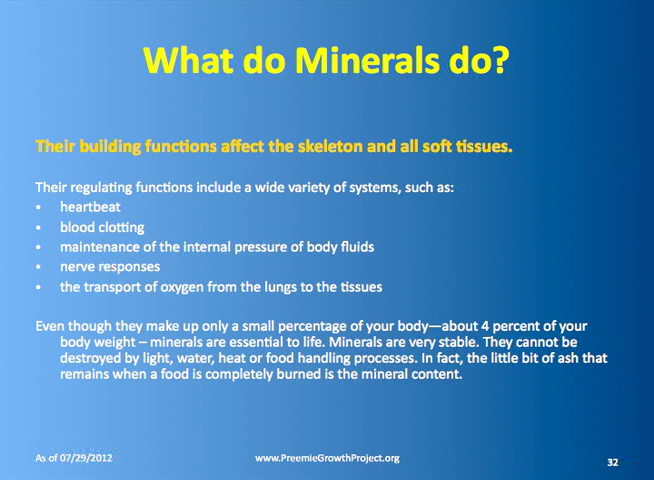 What do Minerals do?
Their building functions affect the skeleton and all soft tissues.
Their regulating functions include a wide variety of systems, such as:
• heartbeat
• blood clotting
• maintenance of the internal pressure of body fluids
• nerve responses
• the transport of oxygen from the lungs to the tissues
Even though they make up only a small percentage of your body—about 4 percent of your
body weight – minerals are essential to life. Minerals are very stable. They cannot be
destroyed by light, water, heat or food handling processes. In fact, the little bit of ash that
remains when a food is completely burned is the mineral content.
As of 07/29/2012
www.PreemieGrowthProject.org
32